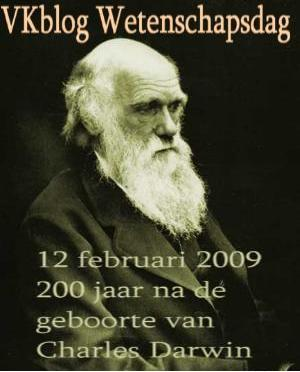 VKblog Wetenschapsdag
12 februari 2009
200 jaar na de
geboorte van
Charles Darwin